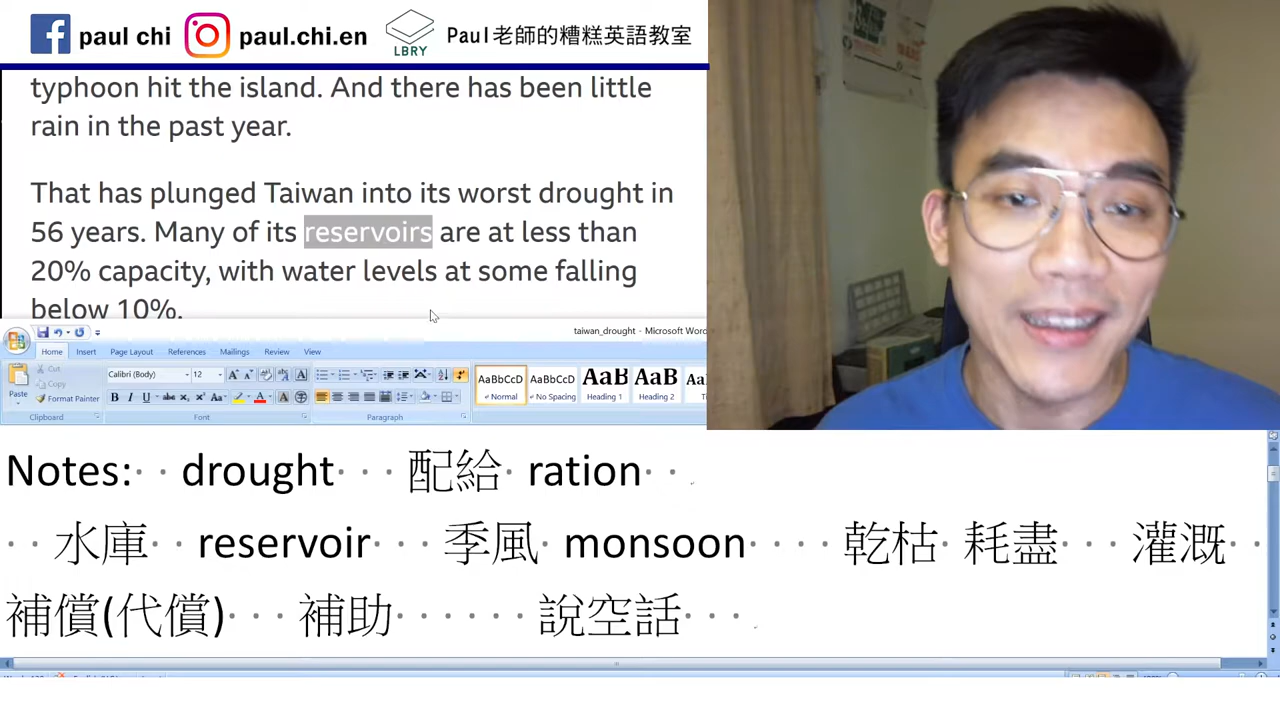 paul chi paul.chi.en LBRY Paul老師的糟糕英語教室
typhoon hit the island. And there has been little
rain in the past year.
That has plunged Taiwan into its worst drought in
56 years. Many of its reservoirs are at less than
20% capacity, with water levels at some falling
below 10%.
taiwan_drought - Microsoft Word
Home Insert Page Layout References Mailings Review View
Cut
Copy
Format Painter
Paste
Calibri (Body) 12
AaBbCcD AaBbCcD AaBb AaB
Normal No Spacing Heading 1 Heading 2
Clipboard Font Paragraph
Notes: drought 配給 ration
水庫 reservoir 季風 monsoon 乾枯 耗盡 灌溉
補償(代償) 補助 說空話